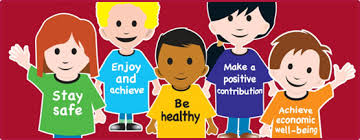 Stay
safe
Enjoy
and
achieve
Be
healthy
Make a
positive
contribution
Achieve
economic
well-being